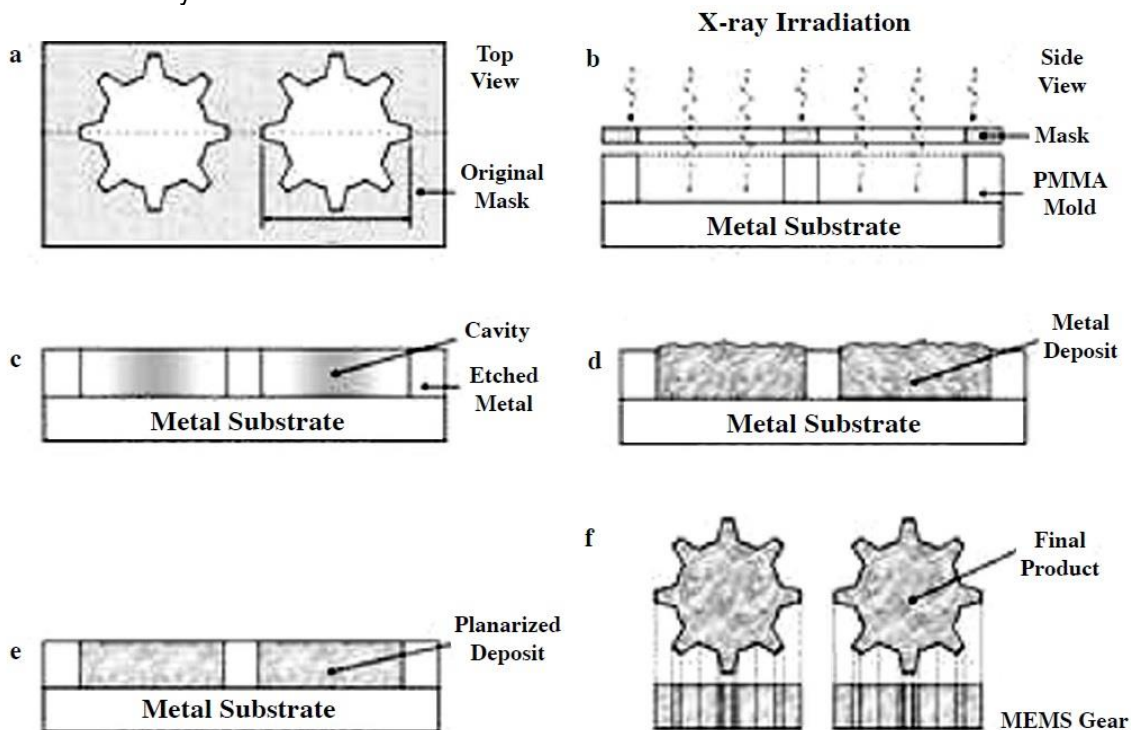 X-ray Irradiation
a
Top
View
Original
Mask
b
Side
View
Mask
PMMA
Mold
Metal Substrate
c
Cavity
Etched
Metal
Metal Substrate
d
Metal
Deposit
Metal Substrate
e
Planarized
Deposit
Metal Substrate
f
Final
Product
MEMS Gear